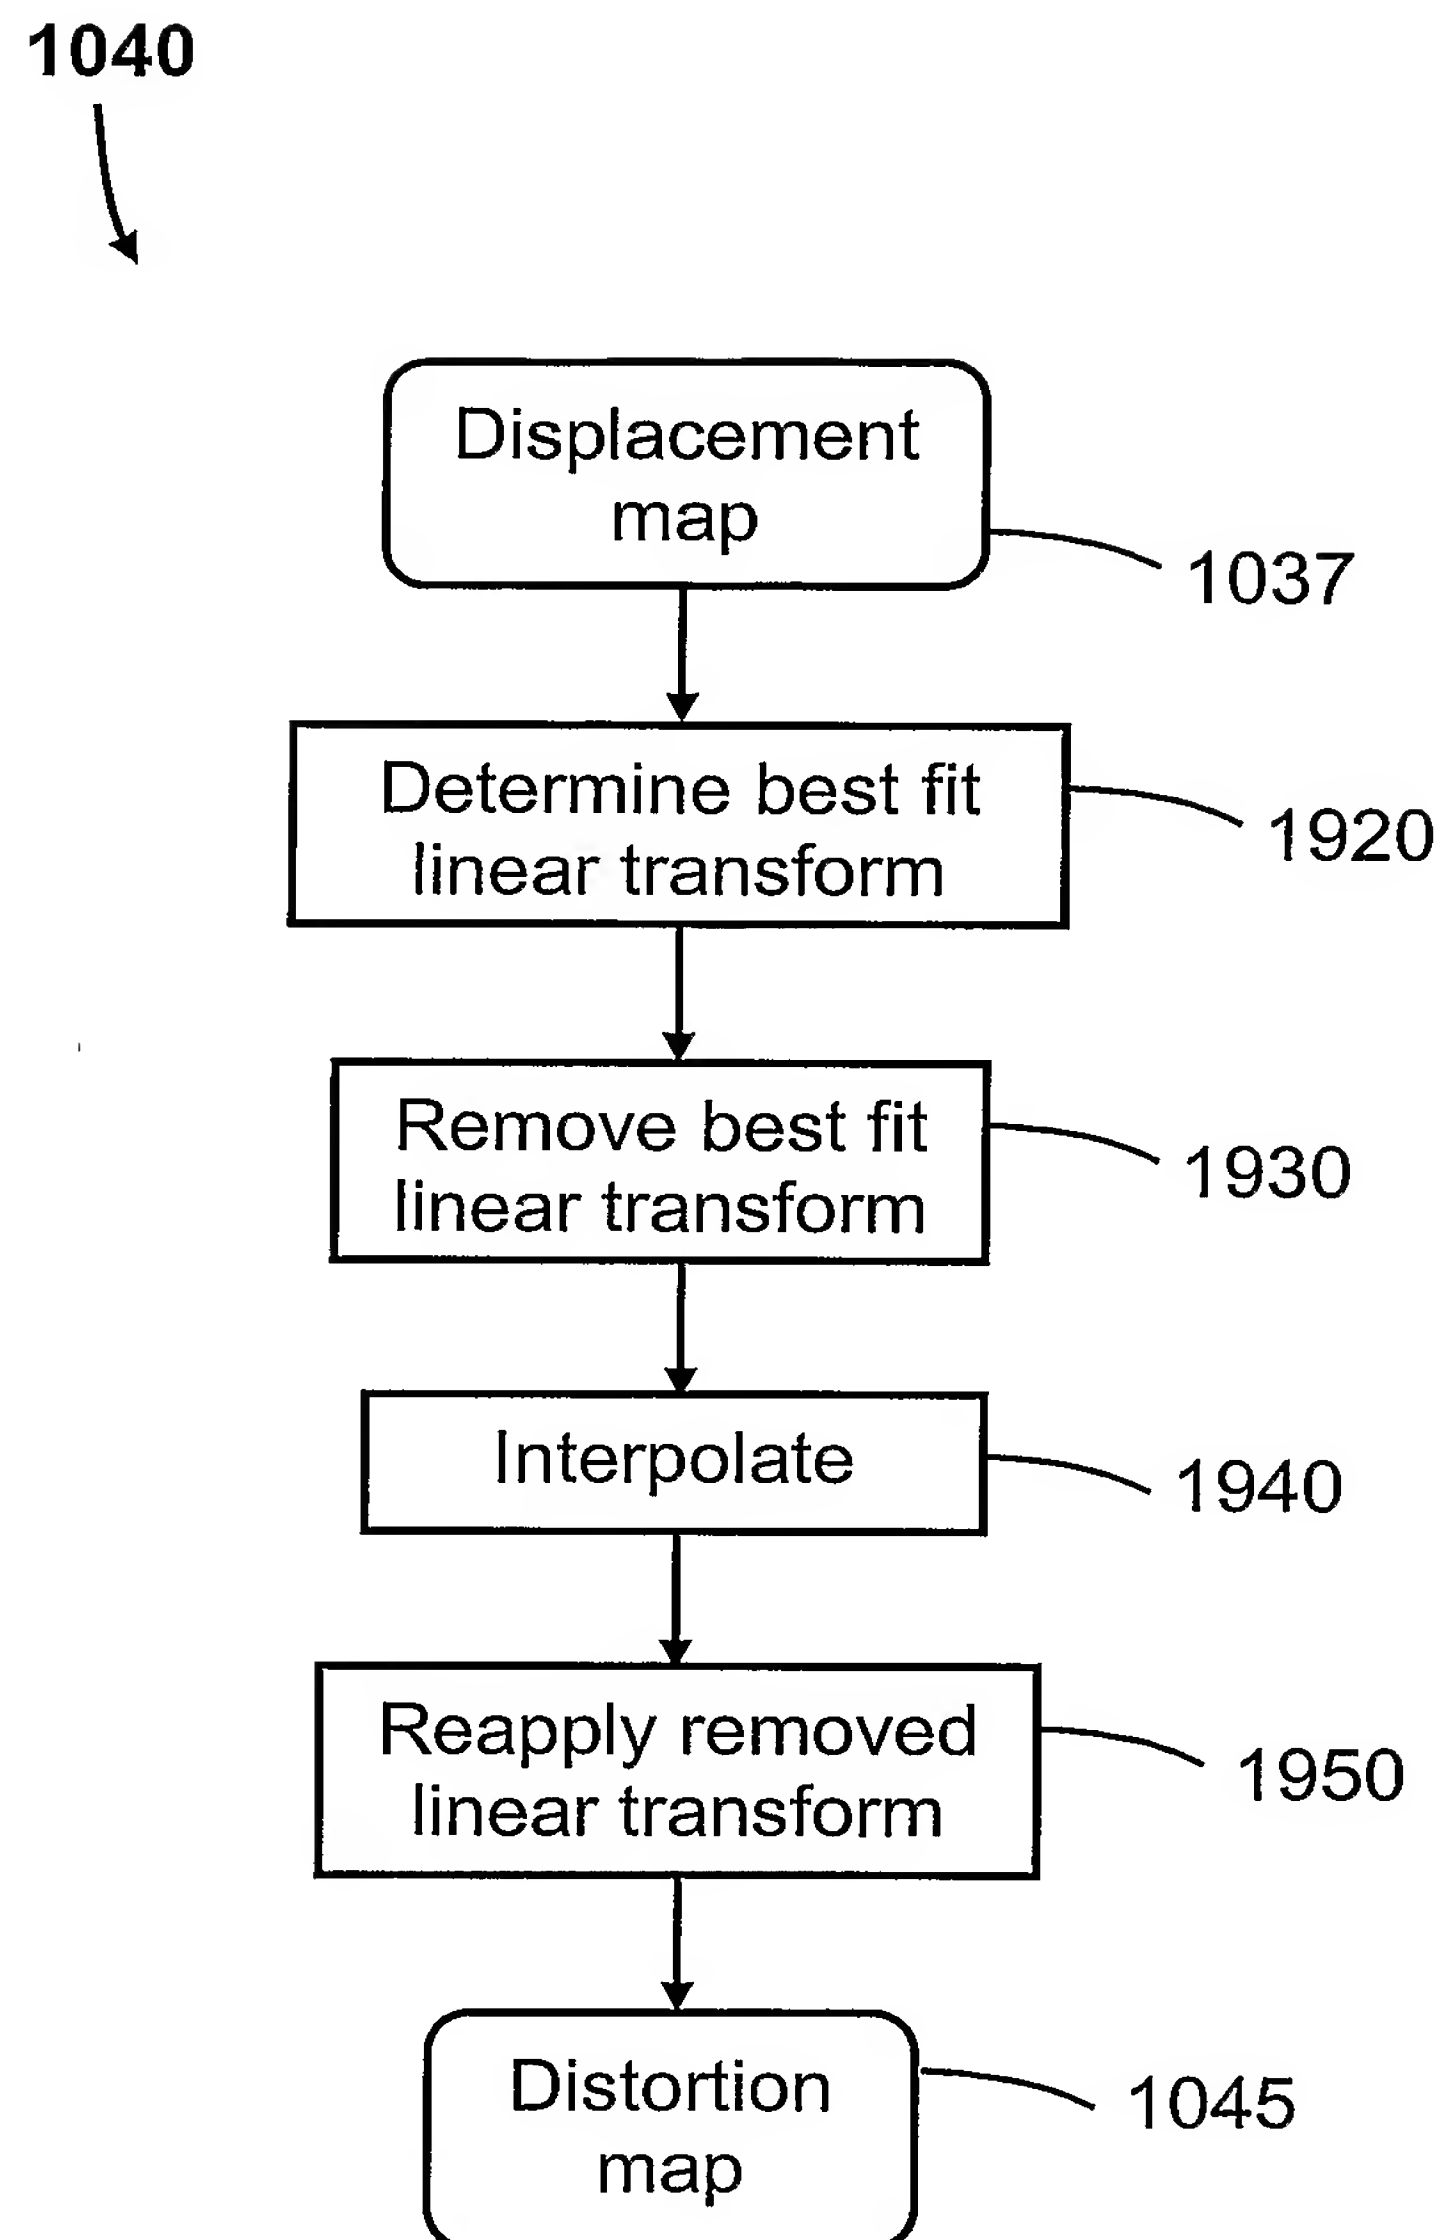 1040
Displacement
map
1037
Determine best fit
linear transform
1920
Remove best fit
linear transform
1930
Interpolate
1940
Reapply removed
linear transform
1950
Distortion
map
1045